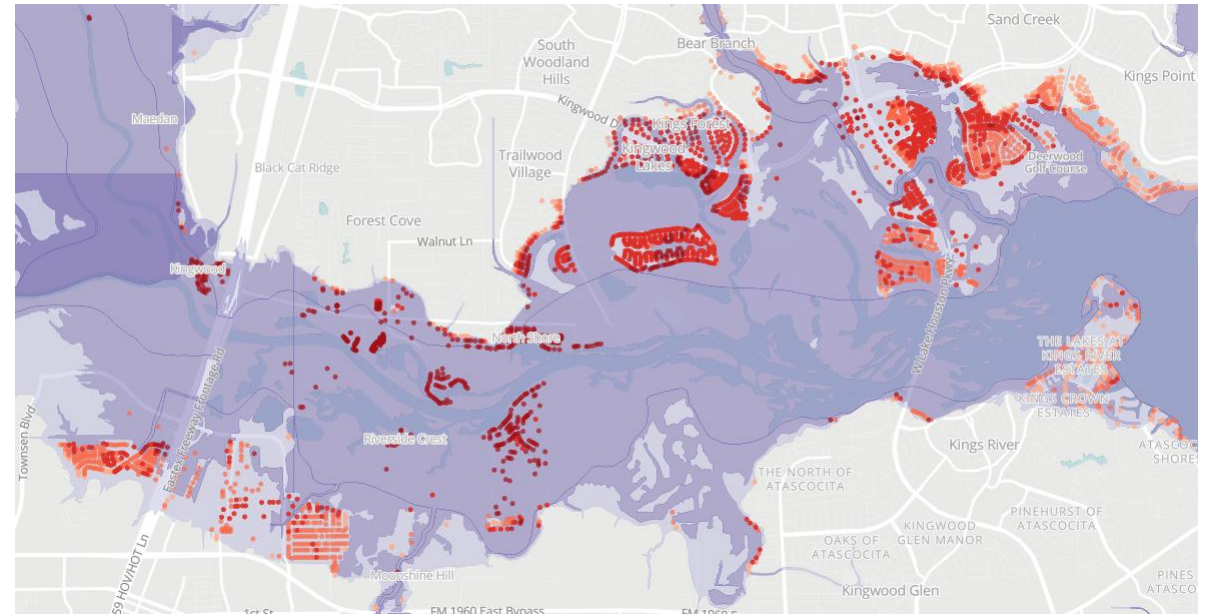 Sand Creek
South
Woodland
Hills
Bear Branch
Kings Point
Kingwood D
Kings Forest
Maedan
Kingwood
Lakes
Trailwood
Village
Black Cat Ridge
Deerwood
Golf Course
Forest Cove
Walnut Ln
Kingwood
North Shore
W Lake Houston Pkwy
THE LAKES AT
KINGS RIVER
ESTATES
KINGS CROWN
ESTATES
Eastex Freeway Frontage Rd
Townsen Blvd
Riverside Crest
Kings River
ATASCOC
SHORES
THE NORTH OF
ATASCOCITA
PINEHURST OF
ATASCOCITA
KINGWOOD
GLEN MANOR
OAKS OF
ATASCOCITA
59 HOV/HOT Ln
Moonshine Hill
Kingwood Glen
PINES
ATASCO
1st St
FM 1960 East Bypass